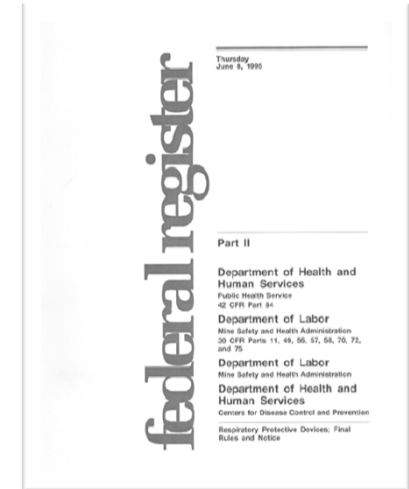 federal register
Thursday
June 8, 1995
Part II
Department of Health and
Human Services
Public Health Service
42 CFR Part 84
Department of Labor
Mine Safety and Health Administration
30 CFR Parts 11, 49, 56, 57, 58, 70, 72,
and 75
Department of Labor
Mine Safety and Health Administration
Department of Health and
Human Services
Centers for Disease Control and Prevention
Respiratory Protective Devices; Final
Rules and Notice